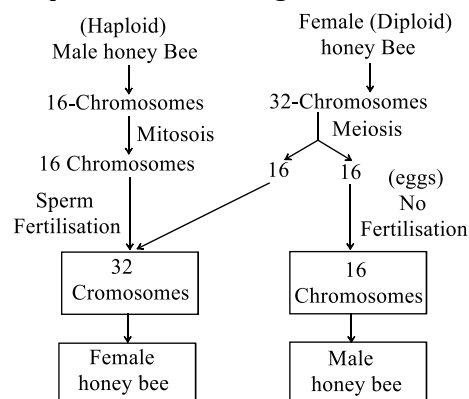 (Haploid)
Male honey Bee
Female (Diploid)
honey Bee
16-Chromosomes
32-Chromosomes
Mitosois
Meiosis
16 Chromosomes
16
16
(eggs)
No
Fertilisation
Sperm
Fertilisation
32
Cromosomes
16
Chromosomes
Female
honey bee
Male
honey bee